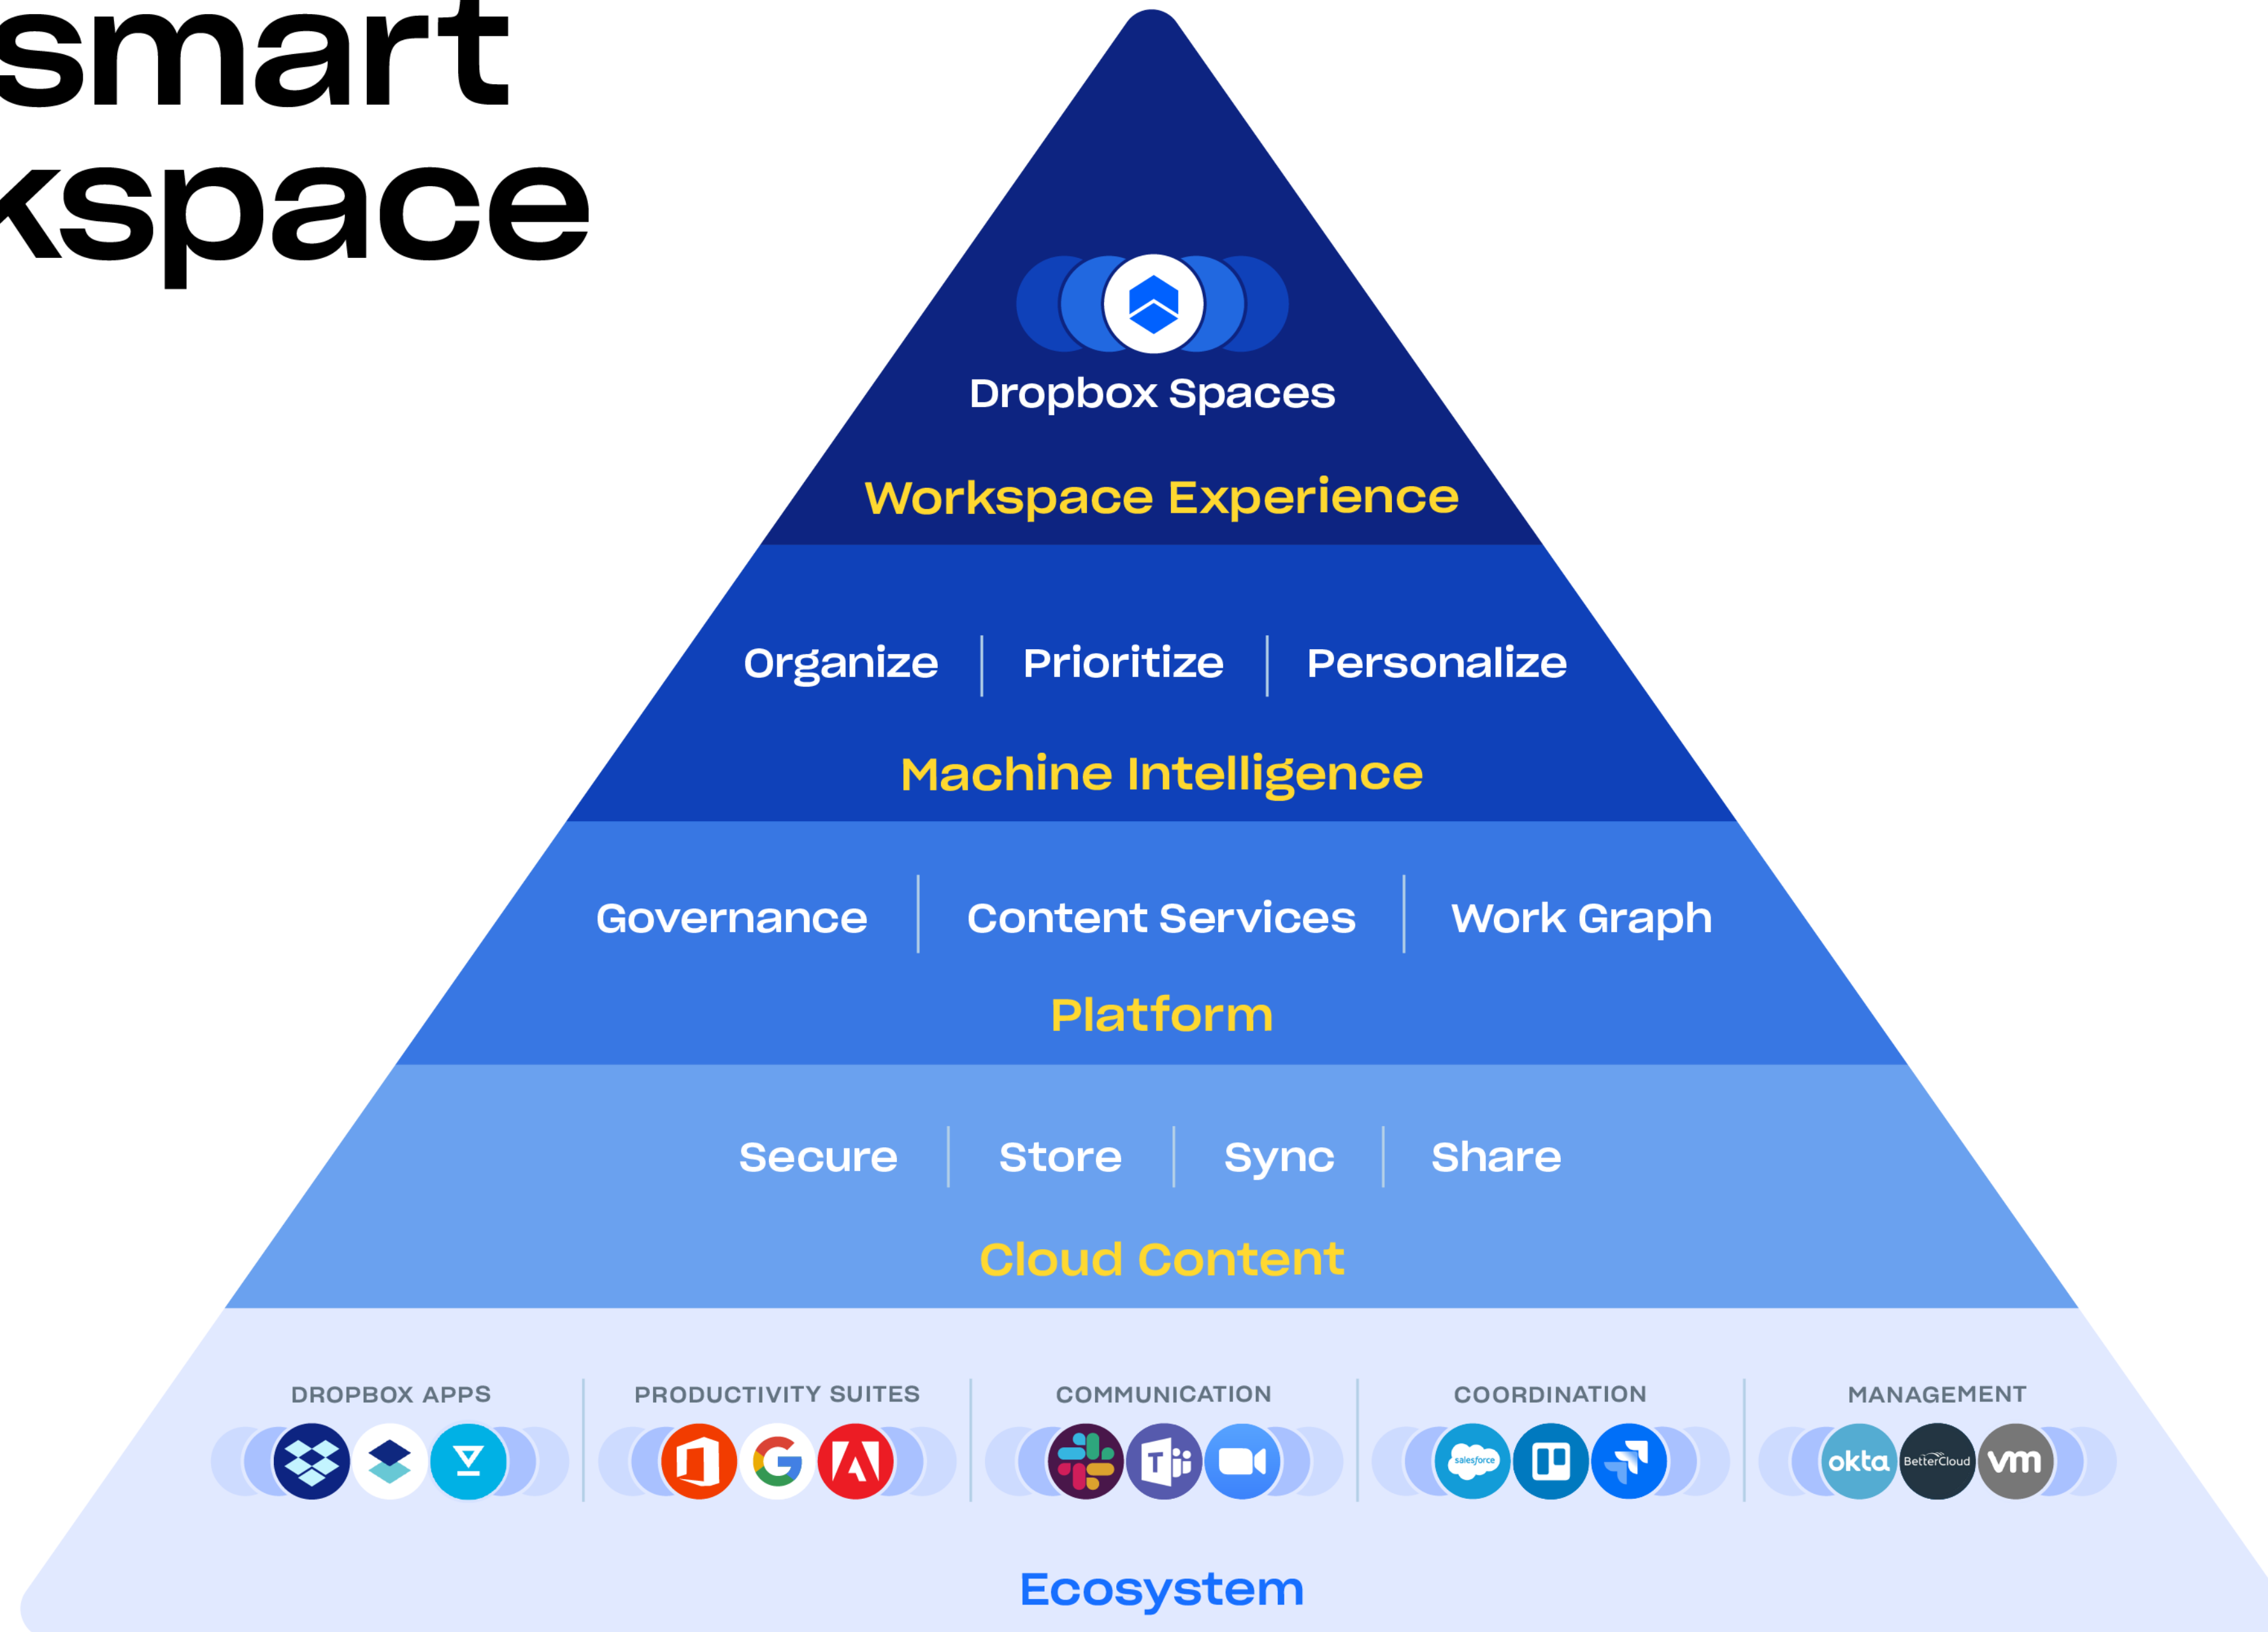 smart
kspace
Dropbox Spaces
Workspace Experience
Organize Prioritize Personalize
Machine Intelligence
Governance Content Services Work Graph
Platform
Secure Store Sync Share
Cloud Content
DROPBOX APPS PRODUCTIVITY SUITES COMMUNICATION COORDINATION MANAGEMENT
T salesforce okta BetterCloud vm
Ecosystem